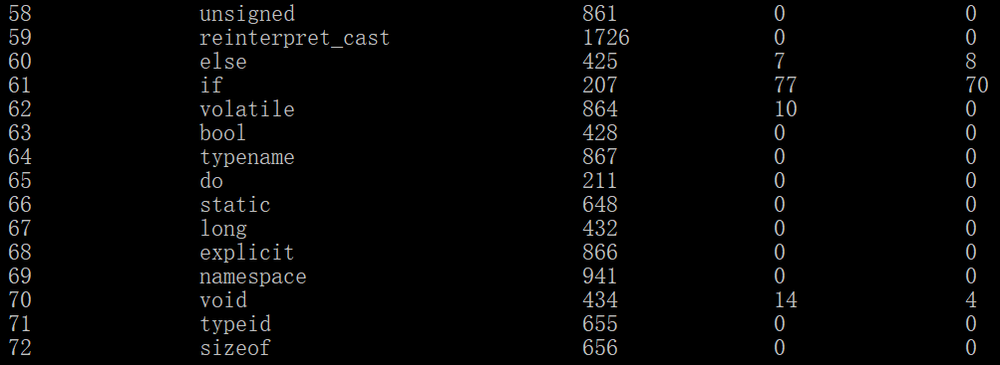 58 unsigned 861 0 0
59 reinterpret_cast 1726 0 0
60 else 425 7 8
61 if 207 77 70
62 volatile 864 10 0
63 bool 428 0 0
64 typename 867 0 0
65 do 211 0 0
66 static 648 0 0
67 long 432 0 0
68 explicit 866 0 0
69 namespace 941 0 0
70 void 434 14 4
71 typeid 655 0 0
72 sizeof 656 0 0